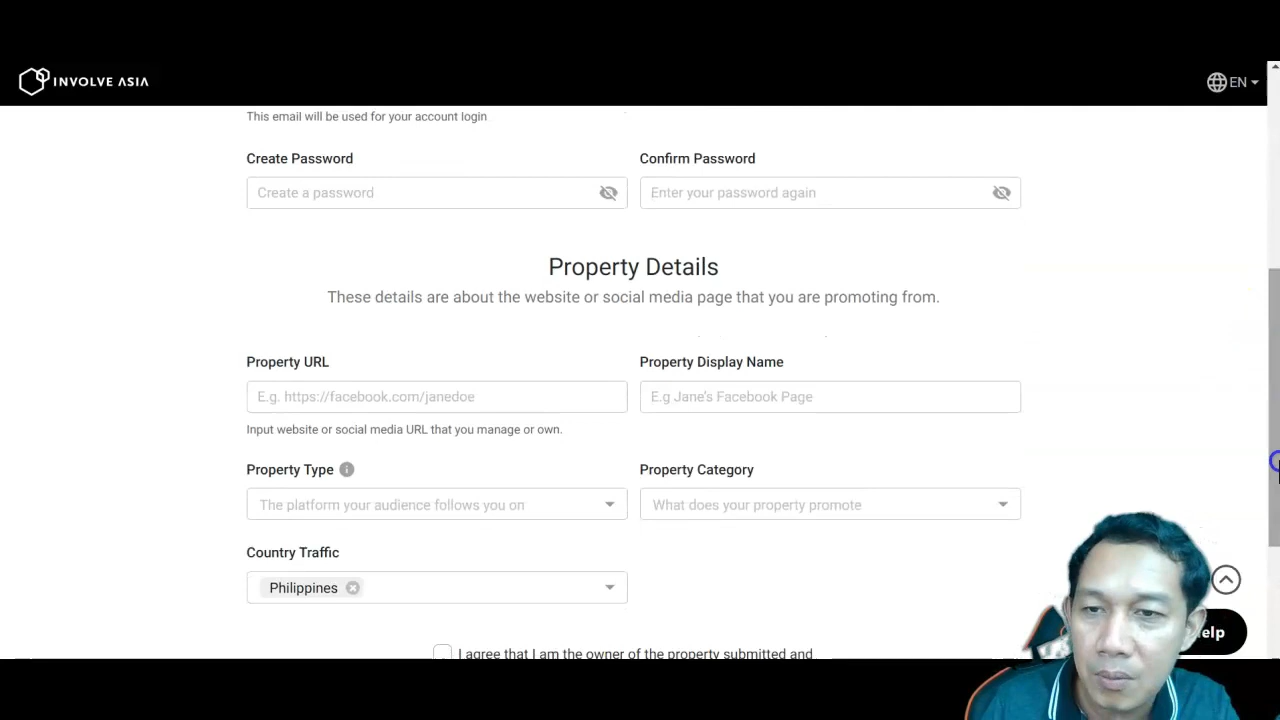 INVOLVE ASIA
EN
This email will be used for your account login
Create Password
Confirm Password
Create a password
Enter your password again
Property Details
These details are about the website or social media page that you are promoting from.
Property URL
Property Display Name
E.g. https://facebook.com/janedoe
E.g Jane's Facebook Page
Input website or social media URL that you manage or own.
Property Type
Property Category
The platform your audience follows you on
What does your property promote
Country Traffic
Philippines
elp
I agree that I am the owner of the property submitted and